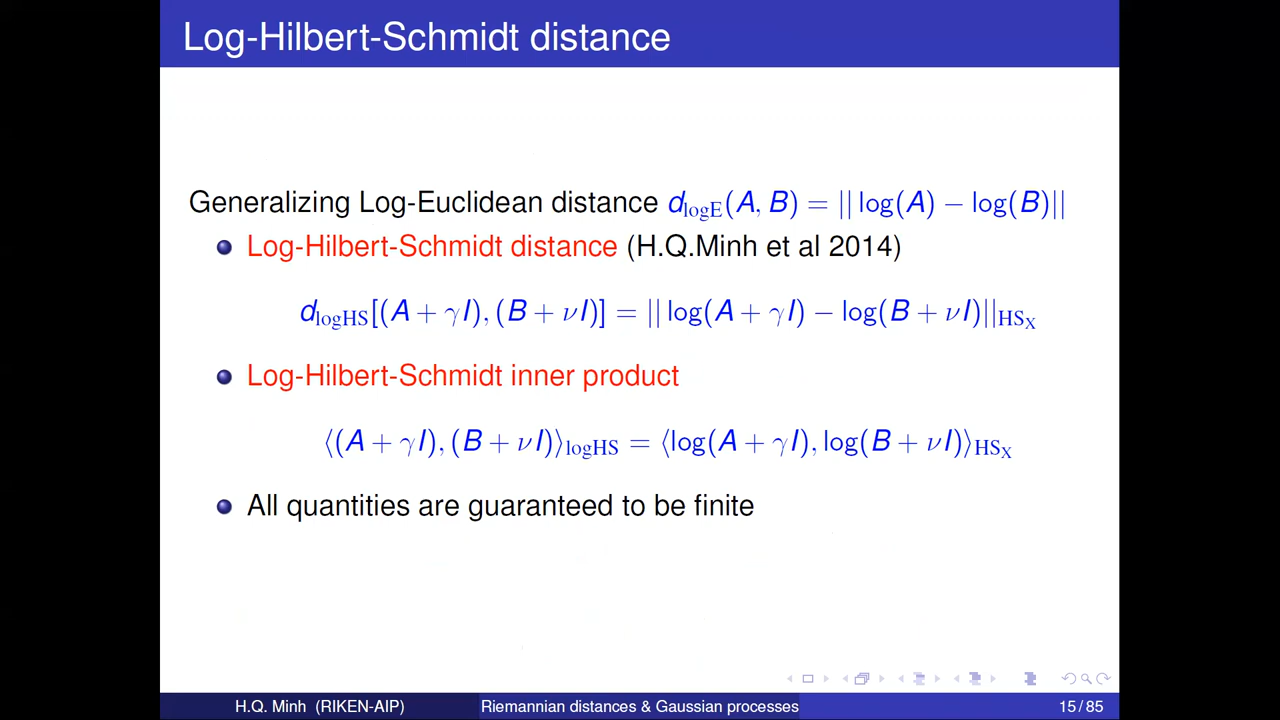 Log-Hilbert-Schmidt distance
Generalizing Log-Euclidean distance d_logE(A, B) = || log(A) − log(B)||
Log-Hilbert-Schmidt distance (H.Q.Minh et al 2014)
d_logHS[(A + γI), (B + νI)] = || log(A + γI) − log(B + νI)||_HS_X
Log-Hilbert-Schmidt inner product
⟨(A + γI), (B + νI)⟩_logHS = ⟨log(A + γI), log(B + νI)⟩_HS_X
All quantities are guaranteed to be finite
H.Q. Minh (RIKEN-AIP) Riemannian distances & Gaussian processes 15 / 85